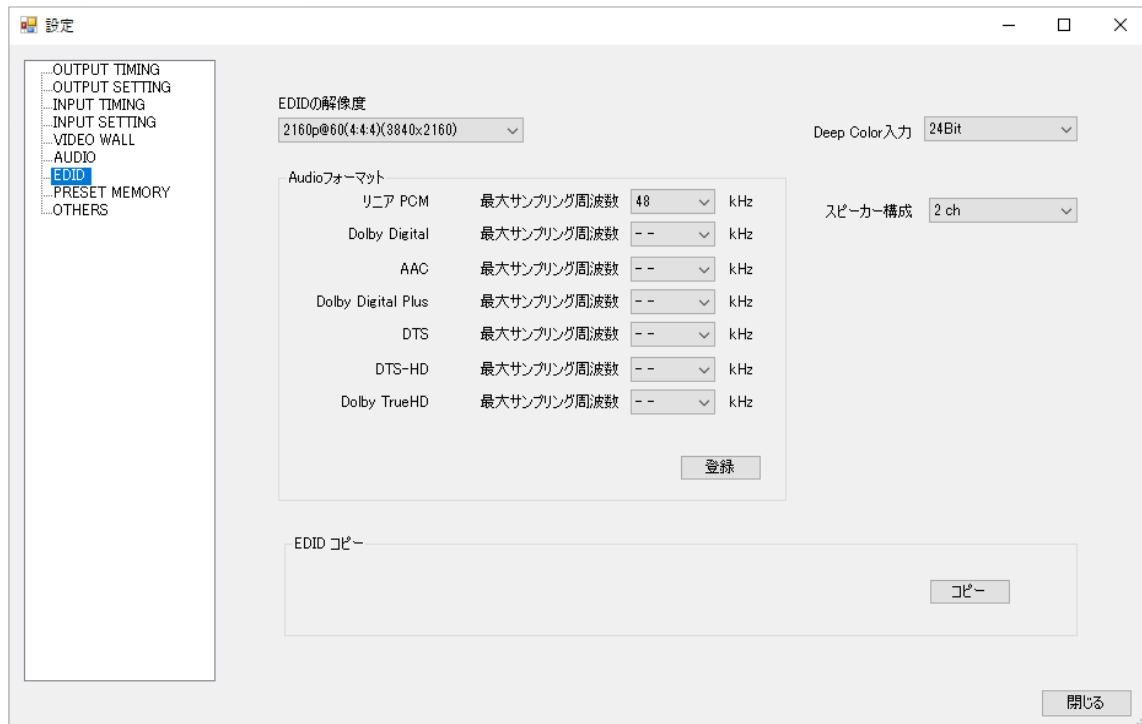 設定
OUTPUT TIMING
OUTPUT SETTING
INPUT TIMING
INPUT SETTING
VIDEO WALL
AUDIO
EDID
PRESET MEMORY
OTHERS
EDIDの解像度
2160p@60(4:4:4)(3840x2160)
Deep Color入力 24Bit
Audioフォーマット
リニア PCM 最大サンプリング周波数 48 kHz
スピーカー構成 2 ch
Dolby Digital 最大サンプリング周波数 -- kHz
AAC 最大サンプリング周波数 -- kHz
Dolby Digital Plus 最大サンプリング周波数 -- kHz
DTS 最大サンプリング周波数 -- kHz
DTS-HD 最大サンプリング周波数 -- kHz
Dolby TrueHD 最大サンプリング周波数 -- kHz
登録
EDID コピー
コピー
閉じる